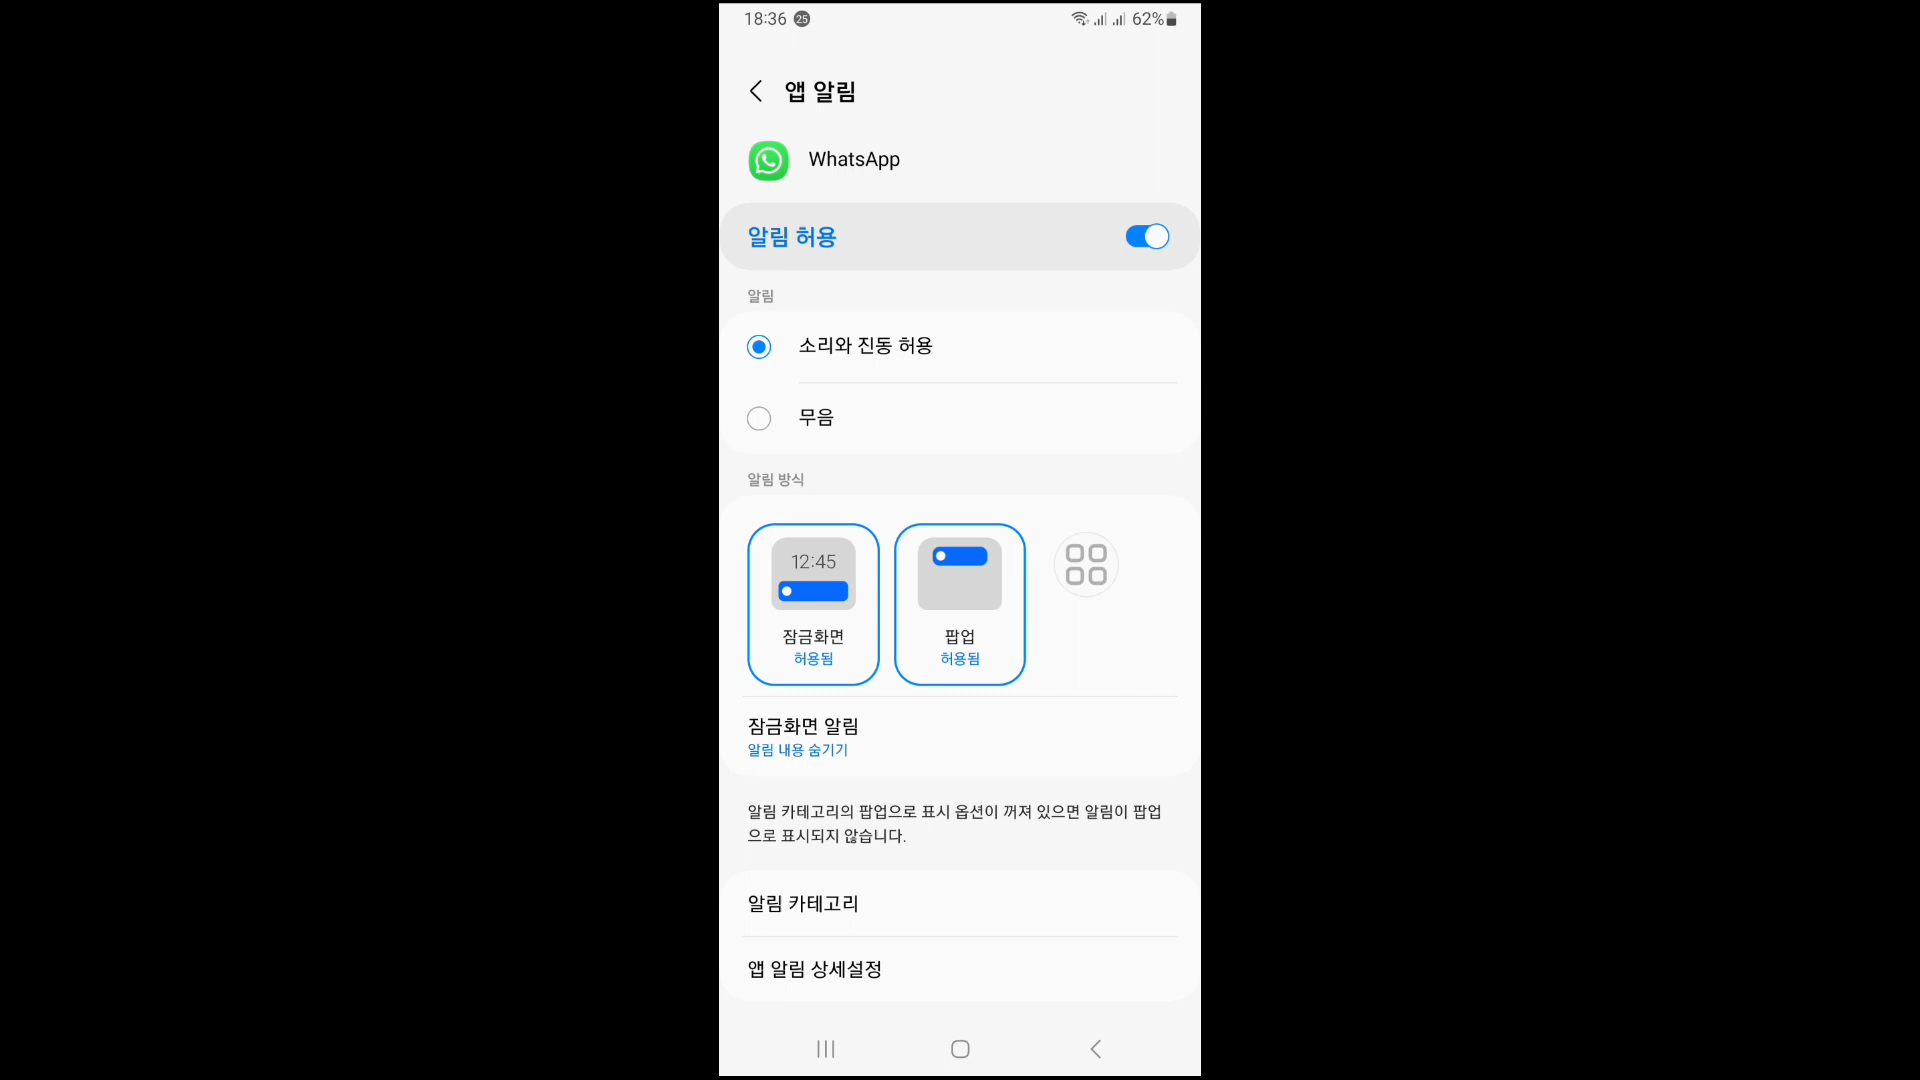 18:36 25 62%
앱 알림
WhatsApp
알림 허용
알림
소리와 진동 허용
무음
알림 방식
12:45
잠금화면 팝업
허용됨 허용됨
잠금화면 알림
알림 내용 숨기기
알림 카테고리의 팝업으로 표시 옵션이 꺼져 있으면 알림이 팝업
으로 표시되지 않습니다.
알림 카테고리
앱 알림 상세설정